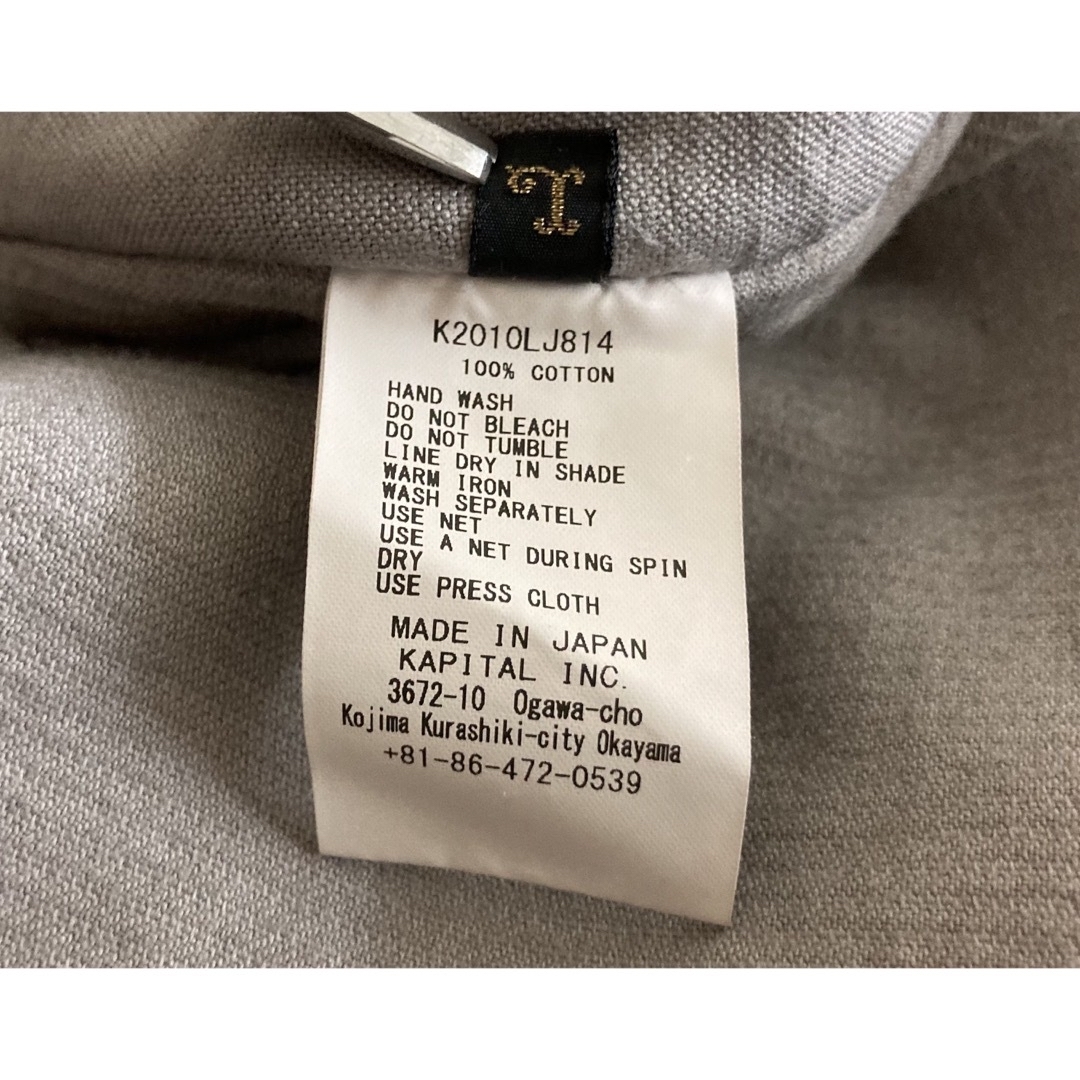 L
K2010LJ814
100% COTTON
HAND WASH
DO NOT BLEACH
DO NOT TUMBLE
LINE DRY IN SHADE
WARM IRON
WASH SEPARATELY
USE NET
USE A NET DURING SPIN
DRY
USE PRESS CLOTH
MADE IN JAPAN
KAPITAL INC.
3672-10 Ogawa-cho
Kojima Kurashiki-city Okayama
+81-86-472-0539